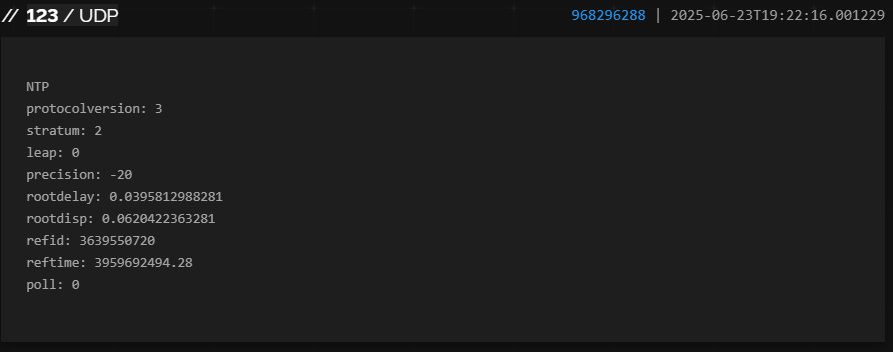 // 123 / UDP
968296288 | 2025-06-23T19:22:16.001229
NTP
protocolversion: 3
stratum: 2
leap: 0
precision: -20
rootdelay: 0.0395812988281
rootdisp: 0.0620422363281
refid: 3639550720
reftime: 3959692494.28
poll: 0